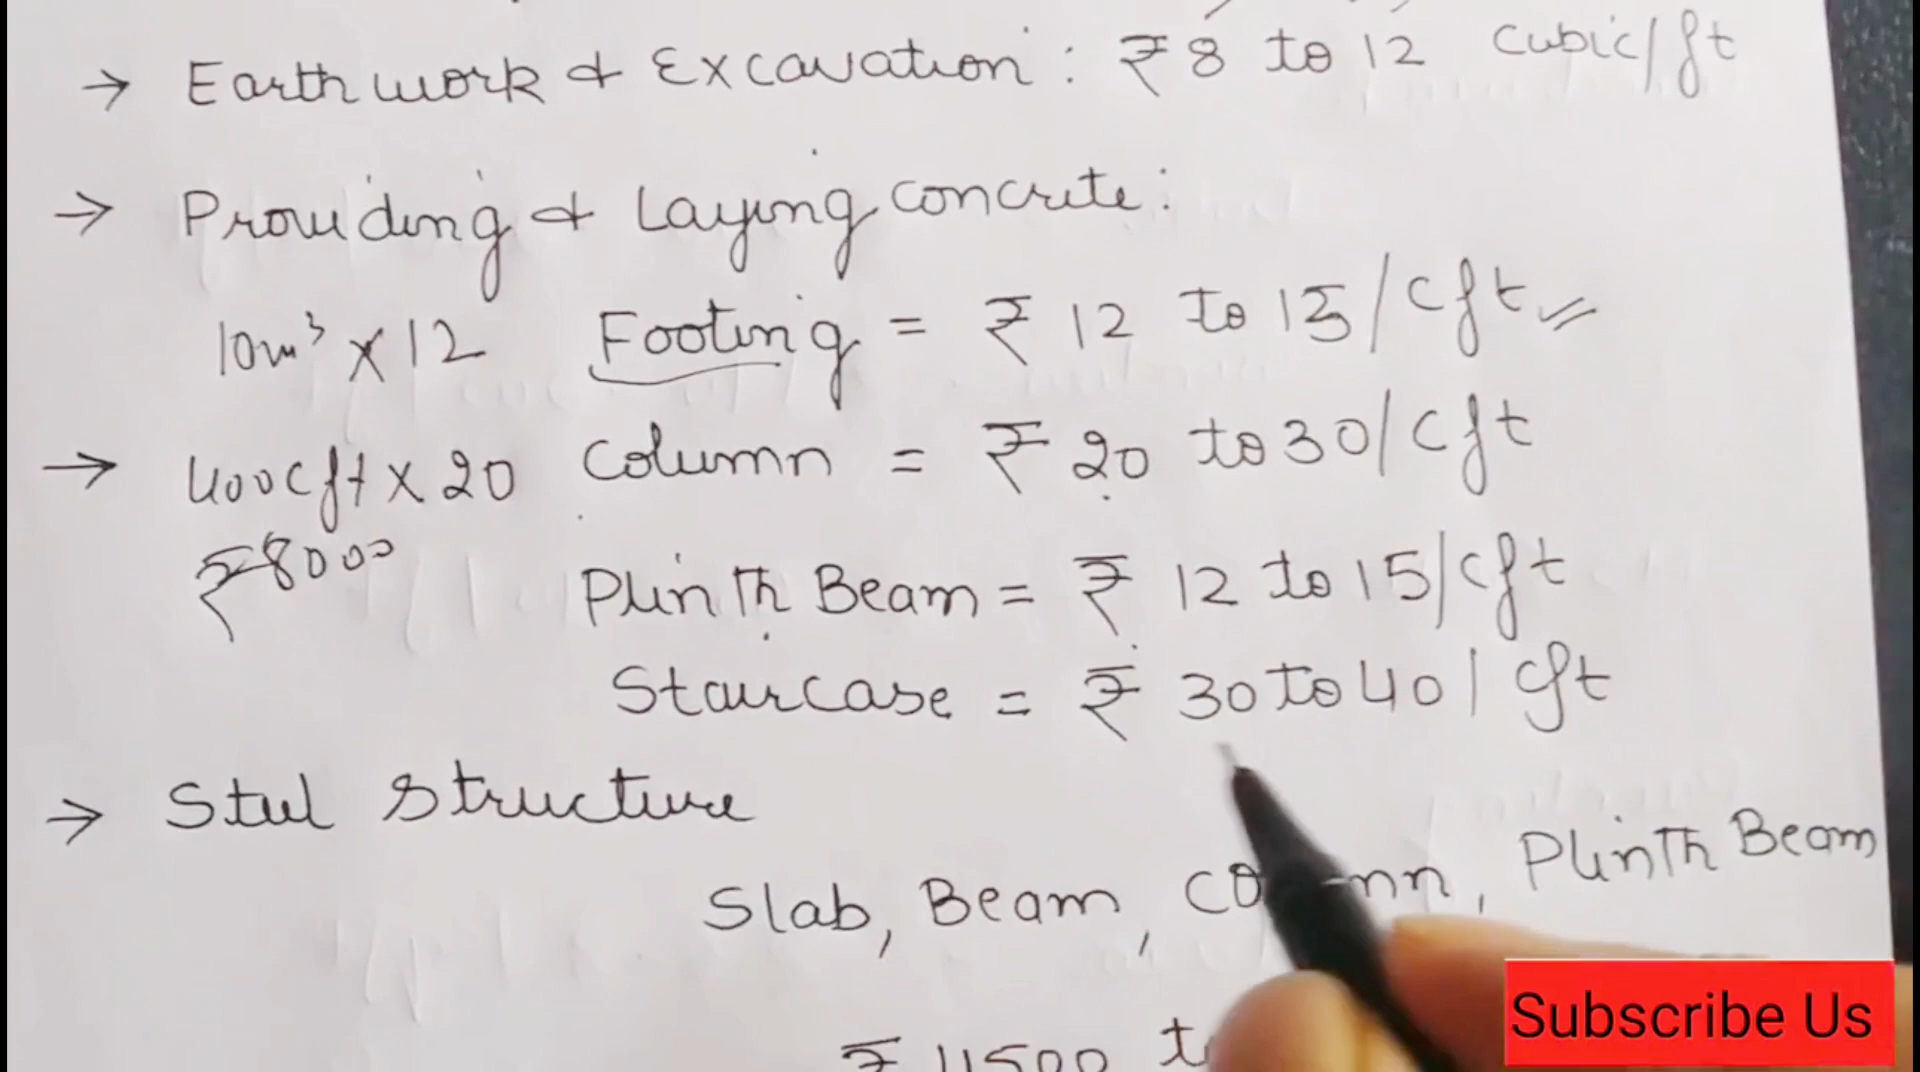 → Earth work & Excavation : ₹ 8 to 12 cubic/ft
→ Providing & Laying concrete:
10m³ x 12 Footing = ₹ 12 to 15/cft
→ 400cft x 20 Column = ₹ 20 to 30/cft
₹8000
Plinth Beam = ₹ 12 to 15/cft
Staircase = ₹ 30 to 40/cft
→ Steel structure
Slab, Beam, Plinth Beam
₹ 11500
Subscribe Us